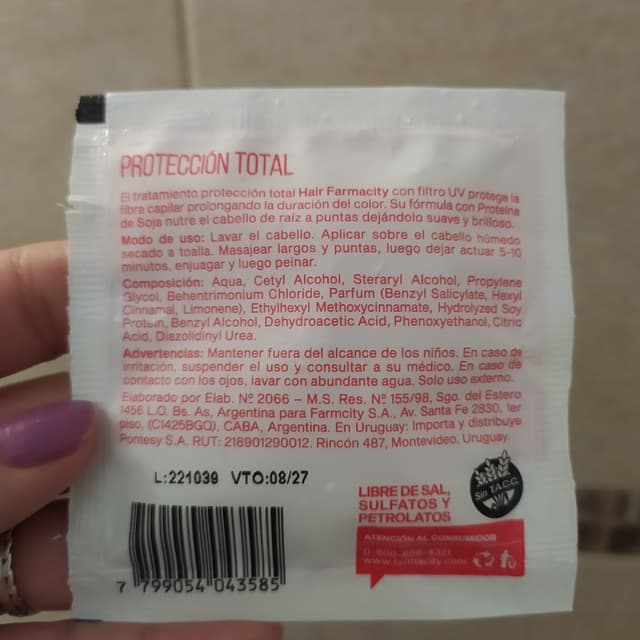 PROTECCIÓN TOTAL
El tratamiento protección total Hair Farmacity con filtro UV protege la
fibra capilar prolongando la duración del color. Su fórmula con Proteína
de Soja nutre el cabello de raíz a puntas dejándolo suave y brilloso.
Modo de uso: Lavar el cabello. Aplicar sobre el cabello húmedo
secado a toalla. Masajear largos y puntas, luego dejar actuar 5-10
minutos, enjuagar y luego peinar.
Composición: Aqua, Cetyl Alcohol, Steraryl Alcohol, Propylene
Glycol, Behentrimonium Chloride, Parfum (Benzyl Salicylate, Hexyl
Cinnamal, Limonene), Ethylhexyl Methoxycinnamate, Hydrolyzed Soy
Protein, Benzyl Alcohol, Dehydroacetic Acid, Phenoxyethanol, Citric
Acid, Diazolidinyl Urea.
Advertencias: Mantener fuera del alcance de los niños. En caso de
irritación, suspender el uso y consultar a su médico. En caso de
contacto con los ojos, lavar con abundante agua. Solo uso externo.
Elaborado por Elab. Nº 2066 – M.S. Res. Nº 155/98, Sgo. del Estero
1456 L.O. Bs. As, Argentina para Farmcity S.A., Av. Santa Fe 2830, 1er
piso, (C1425BGQ), CABA, Argentina. En Uruguay: Importa y distribuye
Pontesy S.A. RUT: 218901290012. Rincón 487, Montevideo, Uruguay
L:221039 VTO:08/27
7 799054 043585
LIBRE DE SAL,
SULFATOS Y
PETROLATOS
Sin T.A.C.C.
ATENCIÓN AL CONSUMIDOR
www.farmacity.com